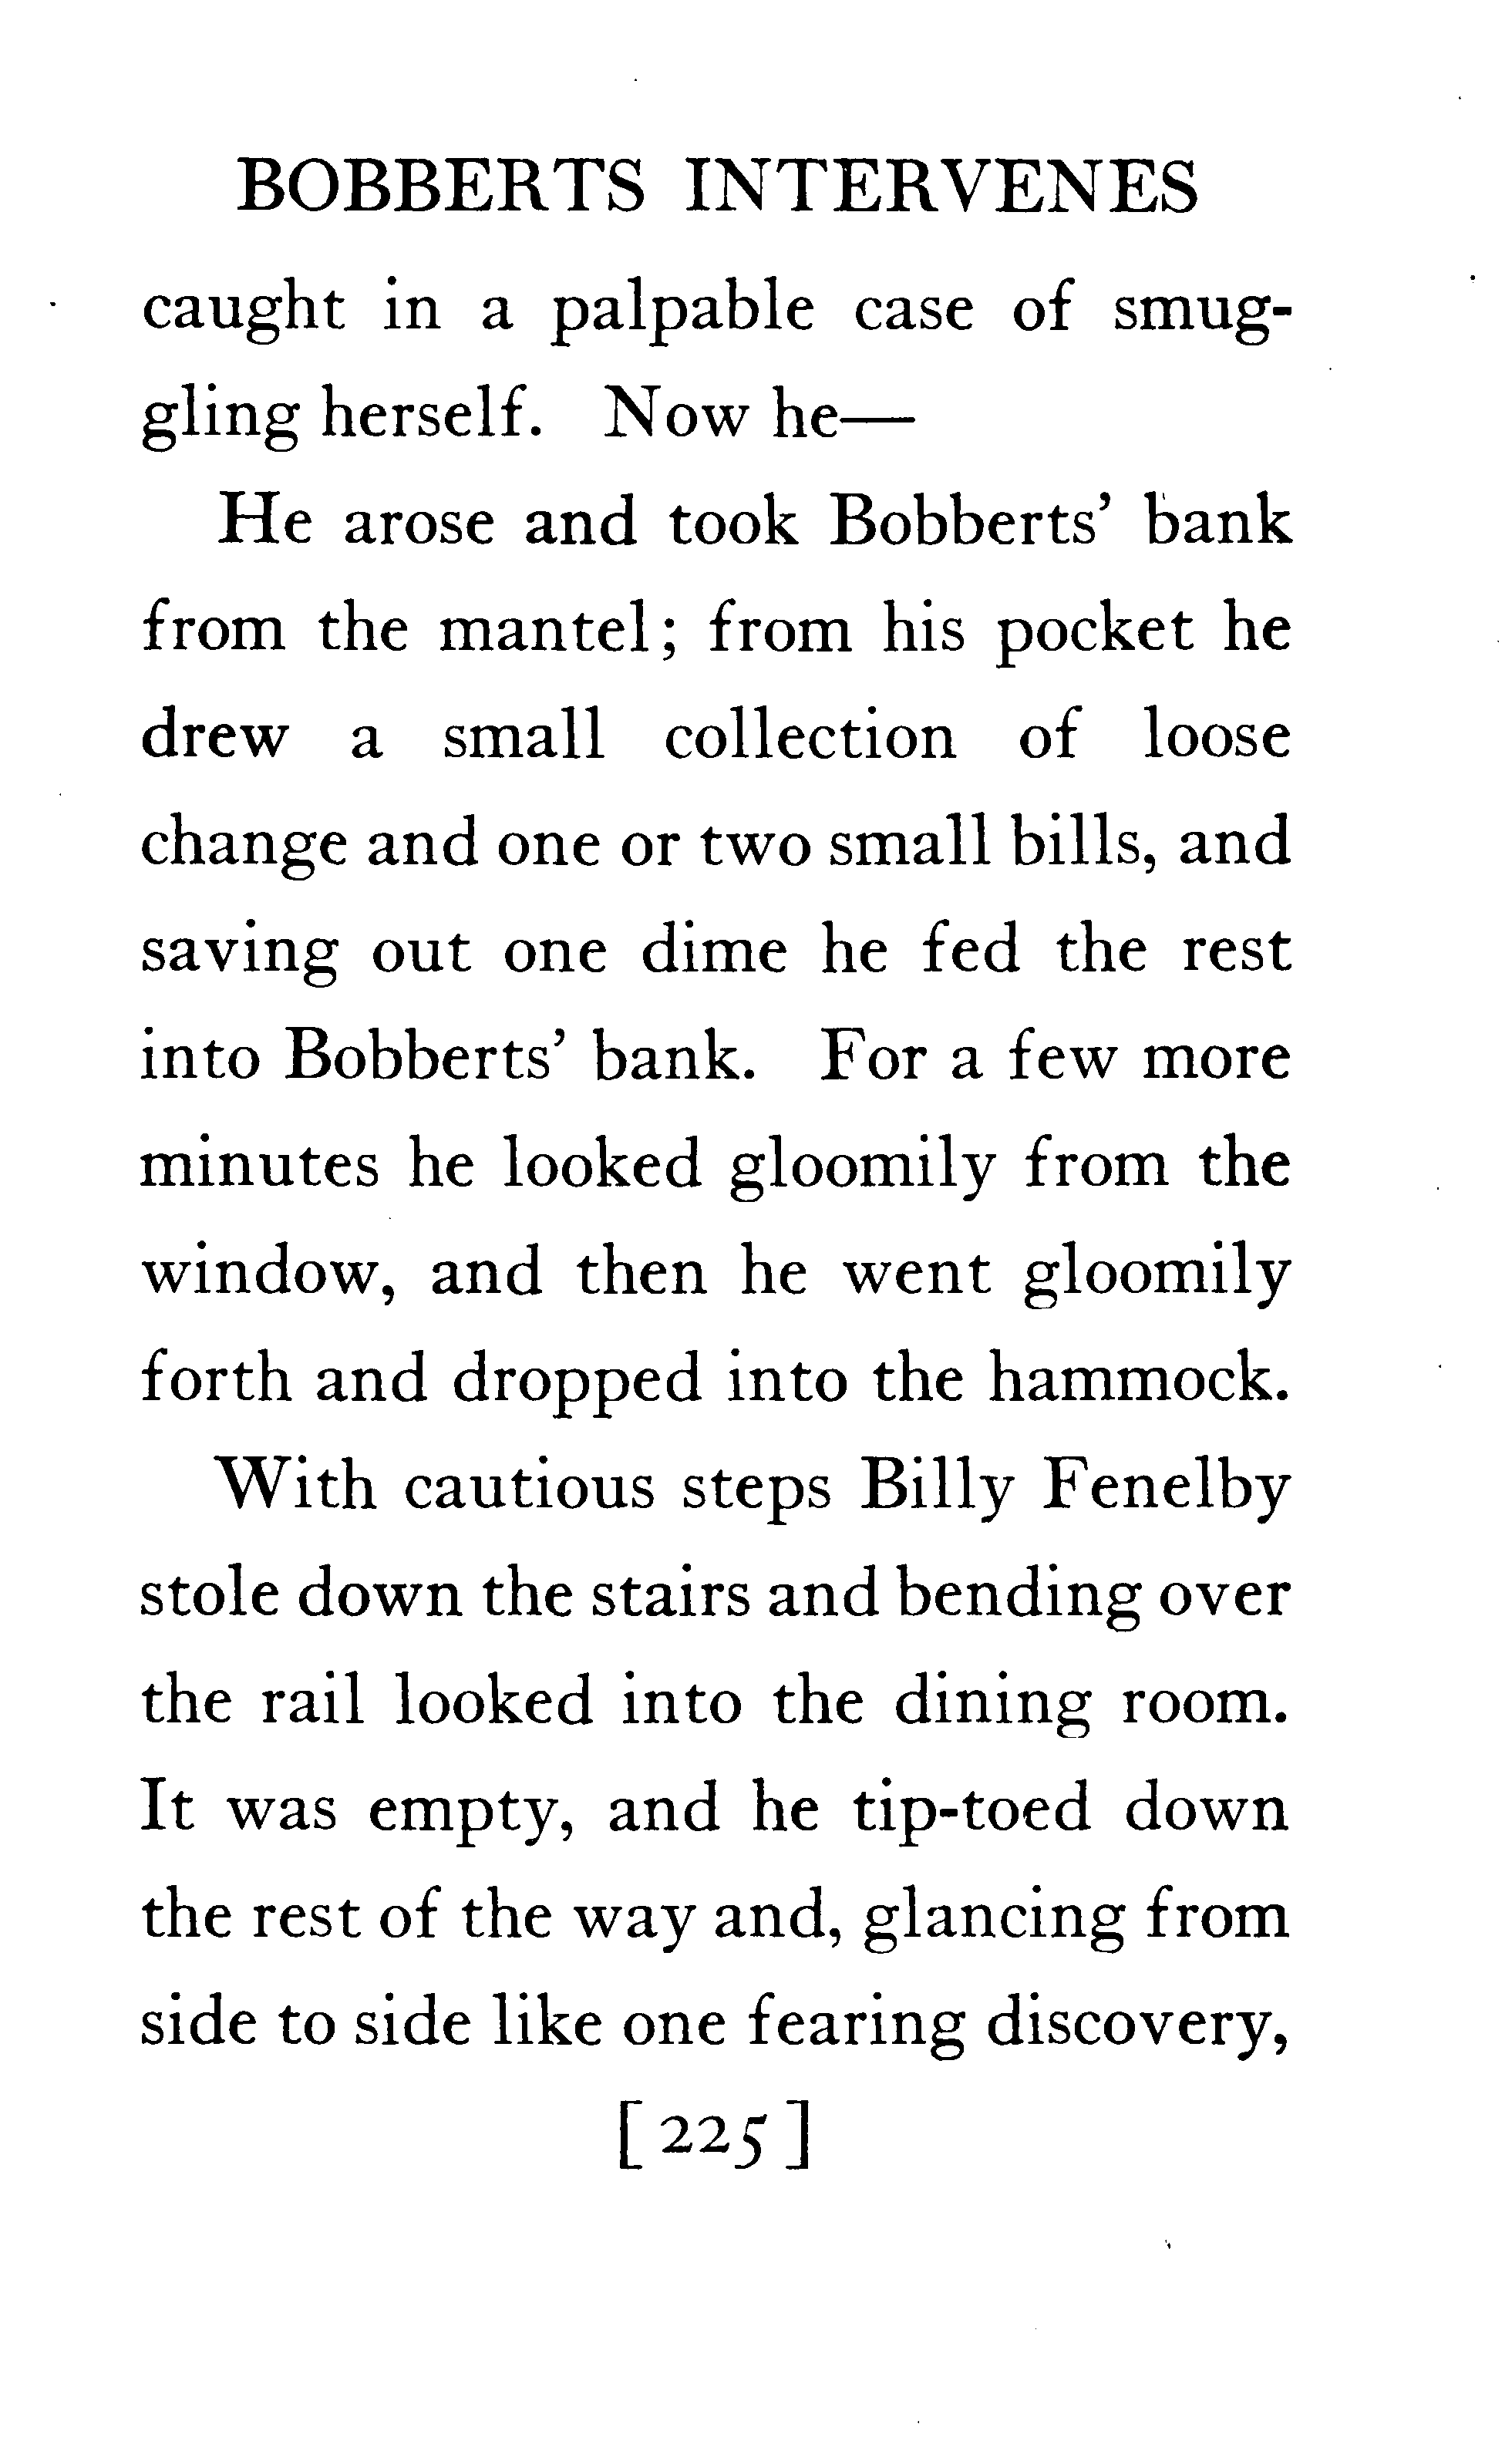 BOBBERTS INTERVENES
caught in a palpable case of smug-
gling herself. Now he—
He arose and took Bobberts' bank
from the mantel; from his pocket he
drew a small collection of loose
change and one or two small bills, and
saving out one dime he fed the rest
into Bobberts' bank. For a few more
minutes he looked gloomily from the
window, and then he went gloomily
forth and dropped into the hammock.
With cautious steps Billy Fenelby
stole down the stairs and bending over
the rail looked into the dining room.
It was empty, and he tip-toed down
the rest of the way and, glancing from
side to side like one fearing discovery,
[225]